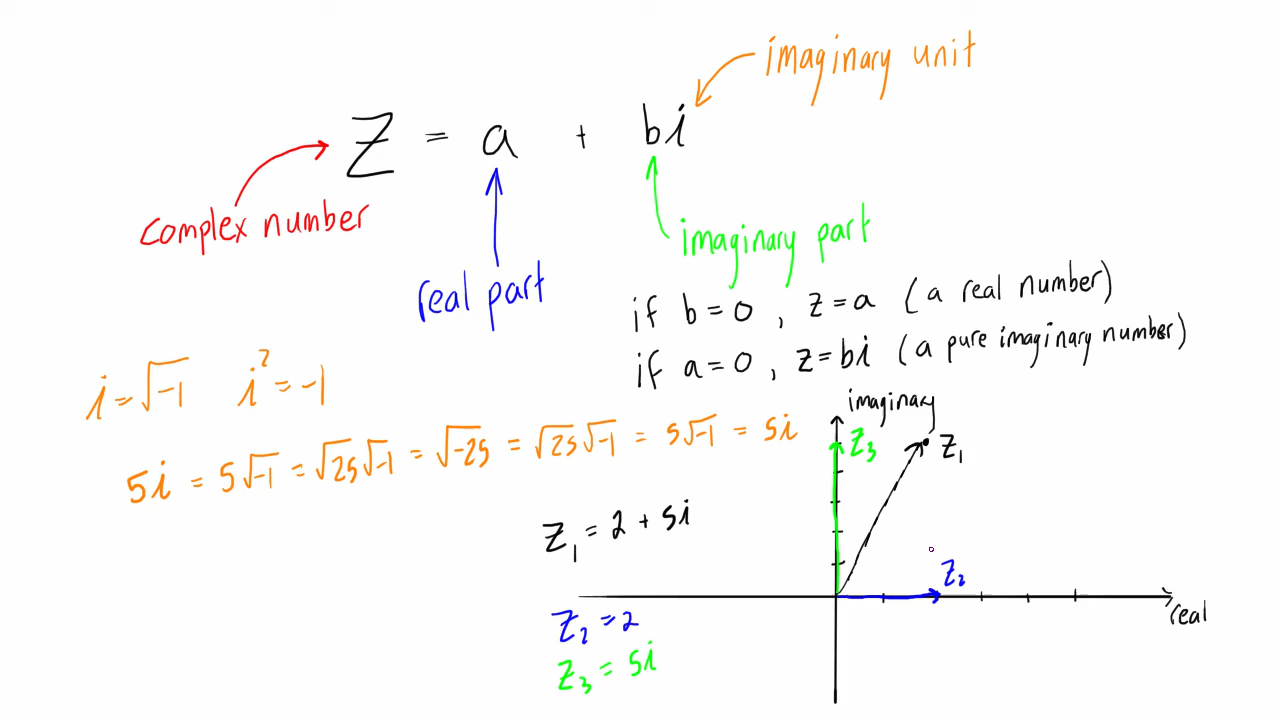 imaginary unit
z = a + bi
complex number
imaginary part
real part
if b = 0 , z = a (a real number)
if a = 0 , z = bi (a pure imaginary number)
i = √-1 i² = -1
5i = 5√-1 = √25 √-1 = √-25 = √25 √-1 = 5√-1 = 5i
imaginary
z₃
z₁
z₁ = 2 + 5i
z₂
real
z₂ = 2
z₃ = 5i